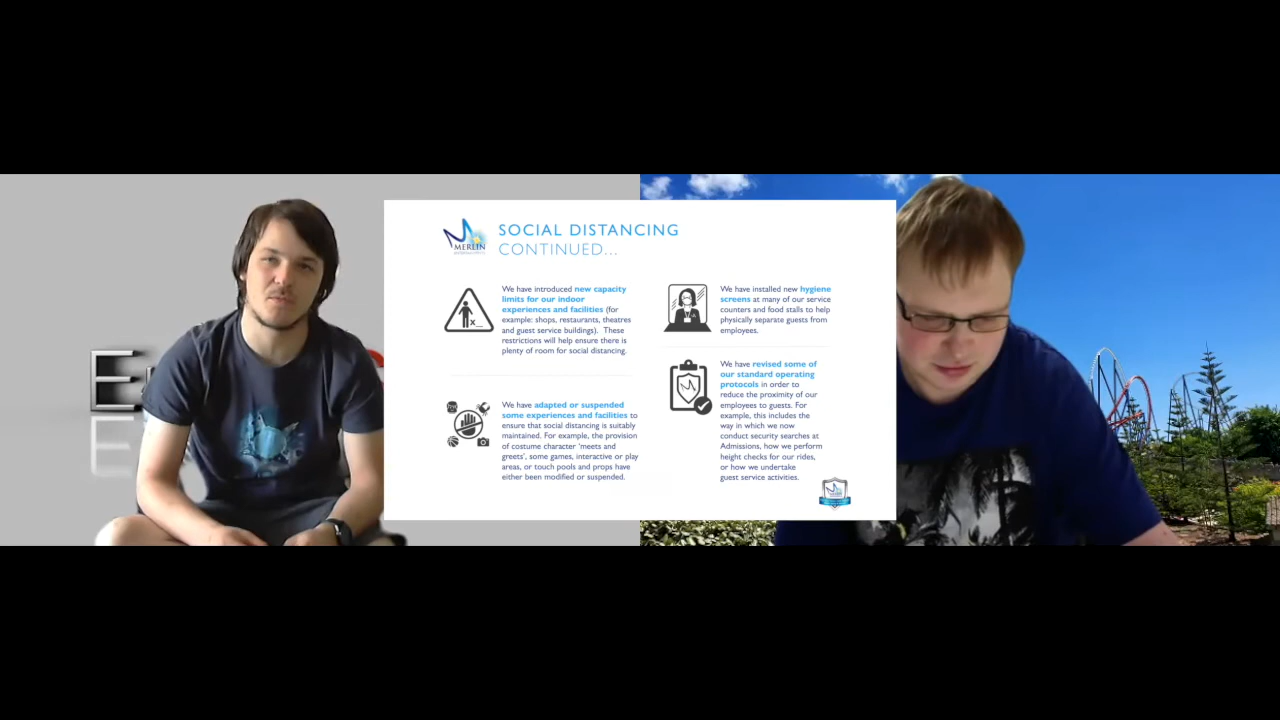 SOCIAL DISTANCING
CONTINUED...
MERLIN
We have introduced new capacity
limits for our indoor
experiences and facilities (for
example: shops, restaurants, theatres
and guest service buildings). These
restrictions will help ensure there is
plenty of room for social distancing.
X...
We have adapted or suspended
some experiences and facilities to
ensure that social distancing is suitably
maintained. For example, the provision
of costume character 'meets and
greets', some games, interactive or play
areas, or touch pools and props have
either been modified or suspended.
We have installed new hygiene
screens at many of our service
counters and food stalls to help
physically separate guests from
employees.
We have revised some of
our standard operating
protocols in order to
reduce the proximity of our
employees to guests. For
example, this includes the
way in which we now
conduct security searches at
Admissions, how we perform
height checks for our rides,
or how we undertake
guest service activities.